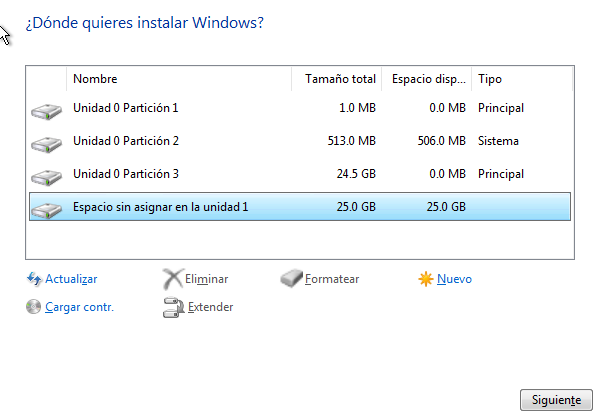 ¿Dónde quieres instalar Windows?
Nombre Tamaño total Espacio disp... Tipo
Unidad 0 Partición 1 1.0 MB 0.0 MB Principal
Unidad 0 Partición 2 513.0 MB 506.0 MB Sistema
Unidad 0 Partición 3 24.5 GB 0.0 MB Principal
Espacio sin asignar en la unidad 1 25.0 GB 25.0 GB
Actualizar Eliminar Formatear Nuevo
Cargar contr. Extender
Siguiente